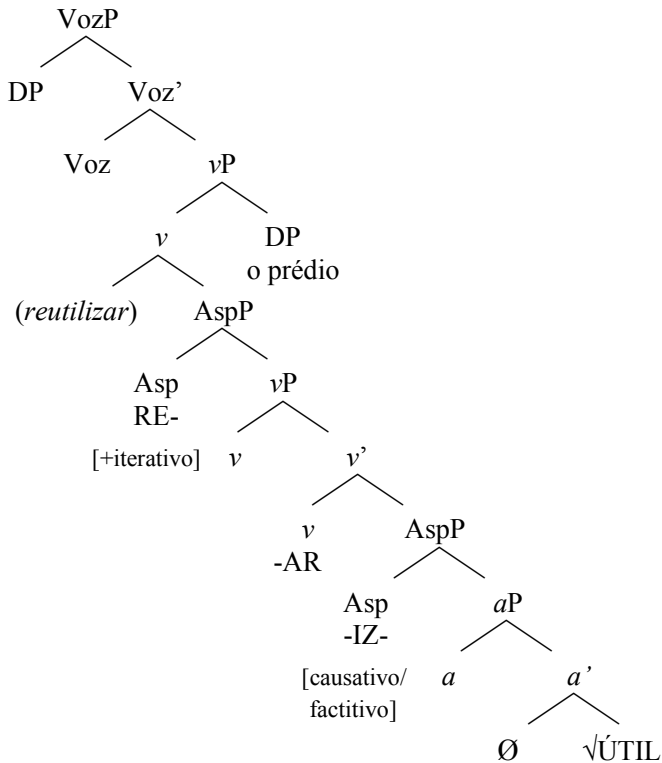 VozP
DP Voz’
Voz vP
v DP
o prédio
(reutilizar) AspP
Asp vP
RE-
[+iterativo] v v’
v AspP
-AR
Asp aP
-IZ-
[causativo/ a a’
factitivo]
Ø √ÚTIL